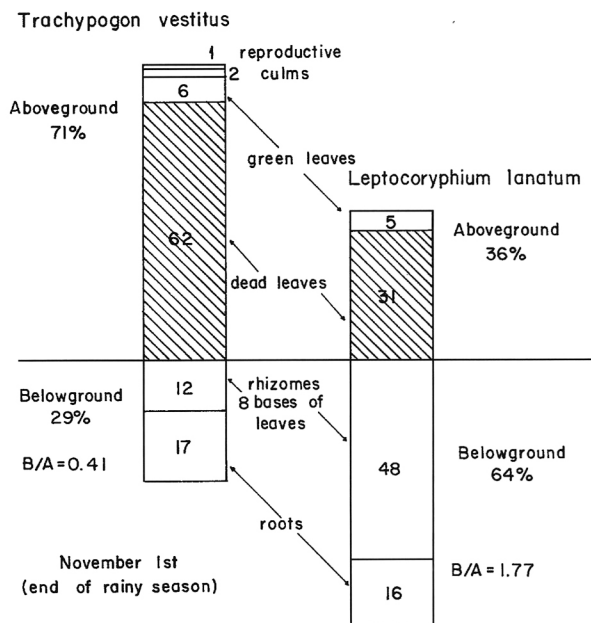 Trachypogon vestitus
1 reproductive
2 culms
6
Aboveground
71%
green leaves
Leptocoryphium lanatum
5
Aboveground
36%
62
dead leaves
31
Belowground
29%
12
rhizomes
8 bases of
leaves
17
B/A=0.41
48
Belowground
64%
roots
November 1st
(end of rainy season)
16
B/A=1.77